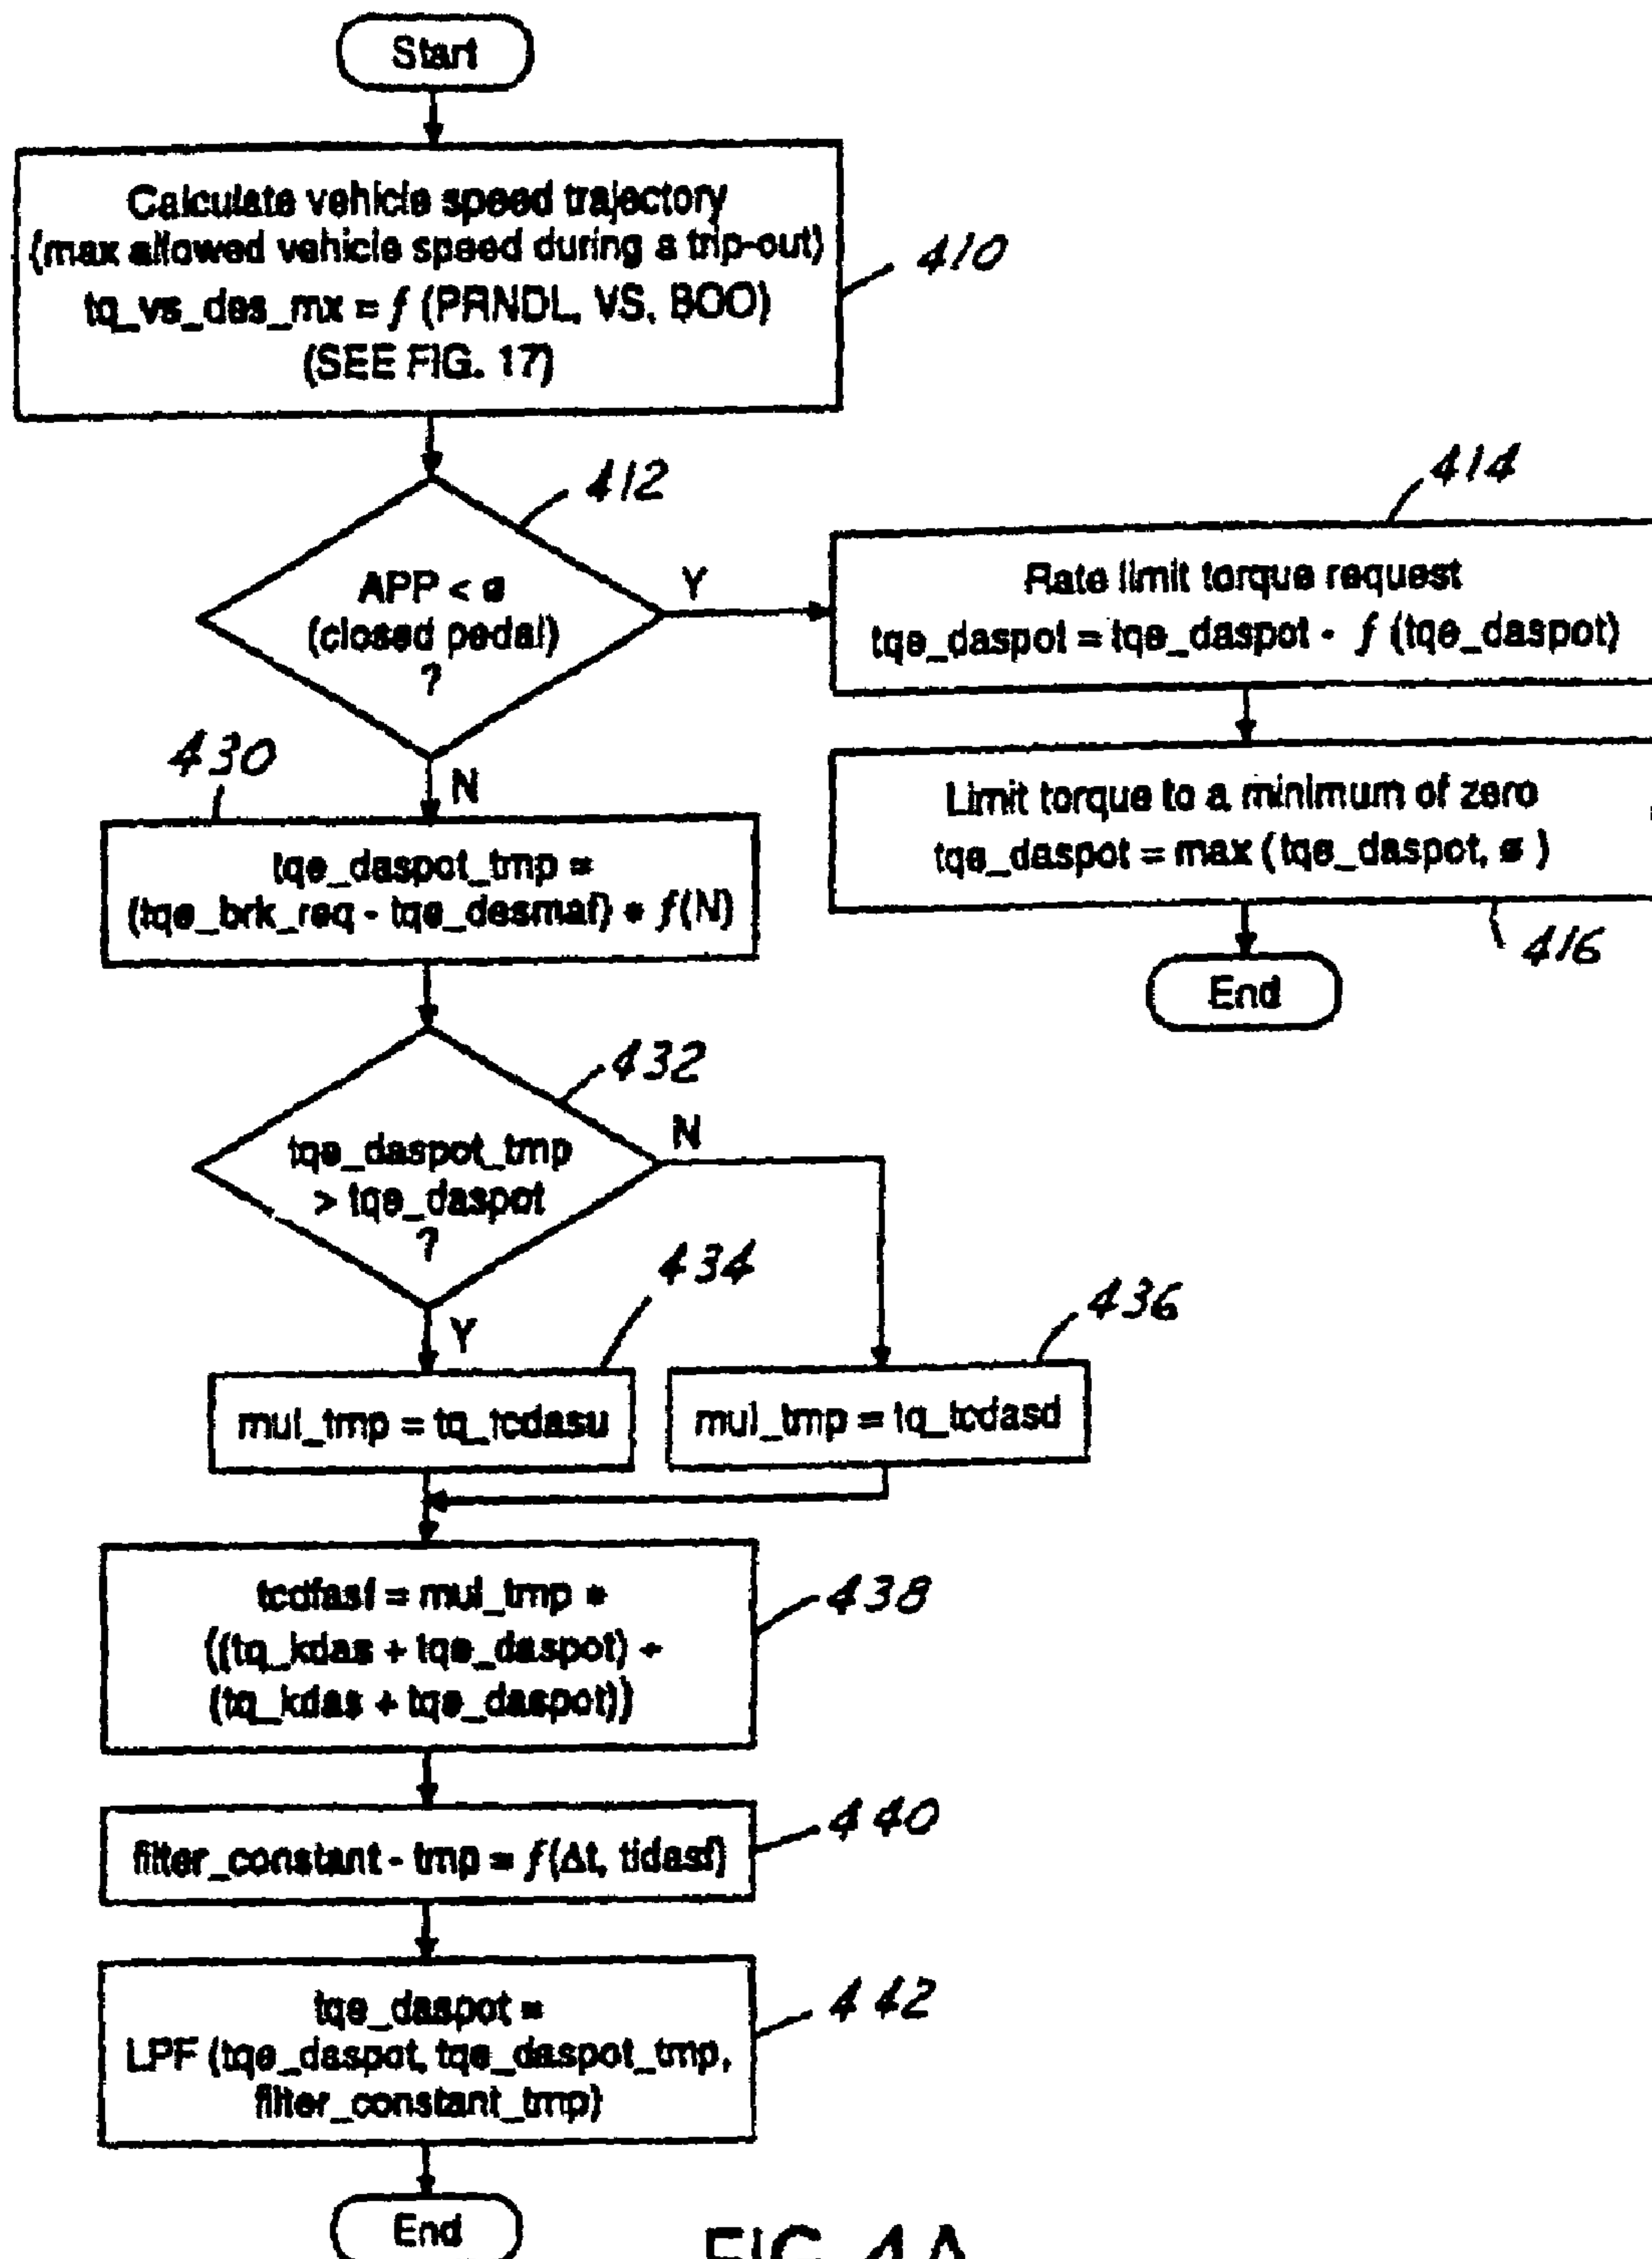 Start
Calculate vehicle speed trajectory
(max allowed vehicle speed during a trip-out)
tq_vs_des_mx = f (PRNDL, VS, BOO)
(SEE FIG. 17)
410
412
APP < ø
(closed pedal)
?
Y
N
414
Rate limit torque request
tqe_daspot = tqe_daspot - f (tqe_daspot)
Limit torque to a minimum of zero
tqe_daspot = max (tqe_daspot, ø )
416
End
430
tqe_daspot_tmp =
(tqe_brk_req - tqe_desmaf) * f(N)
432
tqe_daspot_tmp
> tqe_daspot
?
N
Y
434
mul_tmp = tq_tcdasu
436
mul_tmp = tq_tcdasd
tcdfasf = mul_tmp *
((tq_kdas + tqe_daspot) +
(tq_kdas + tqe_daspot))
438
filter_constant - tmp = f(Δt, tidasf)
440
tqe_daspot =
LPF (tqe_daspot, tqe_daspot_tmp,
filter_constant_tmp)
442
End
FIG. 4A